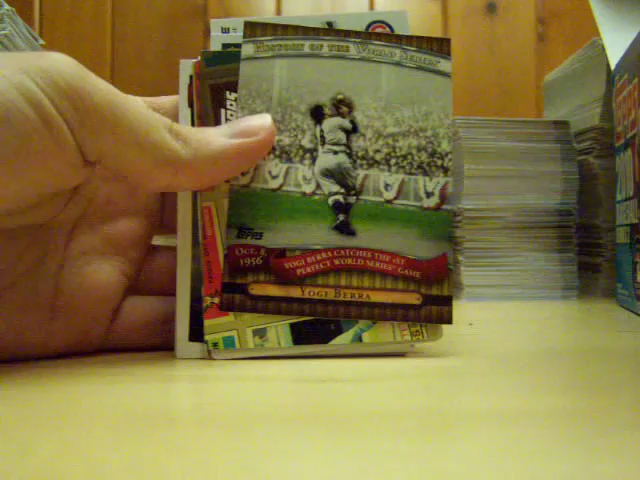 HISTORY OF THE WORLD SERIES
Topps
OCT. 8,
1956
YOGI BERRA CATCHES THE 1ST
PERFECT WORLD SERIES GAME
YOGI BERRA